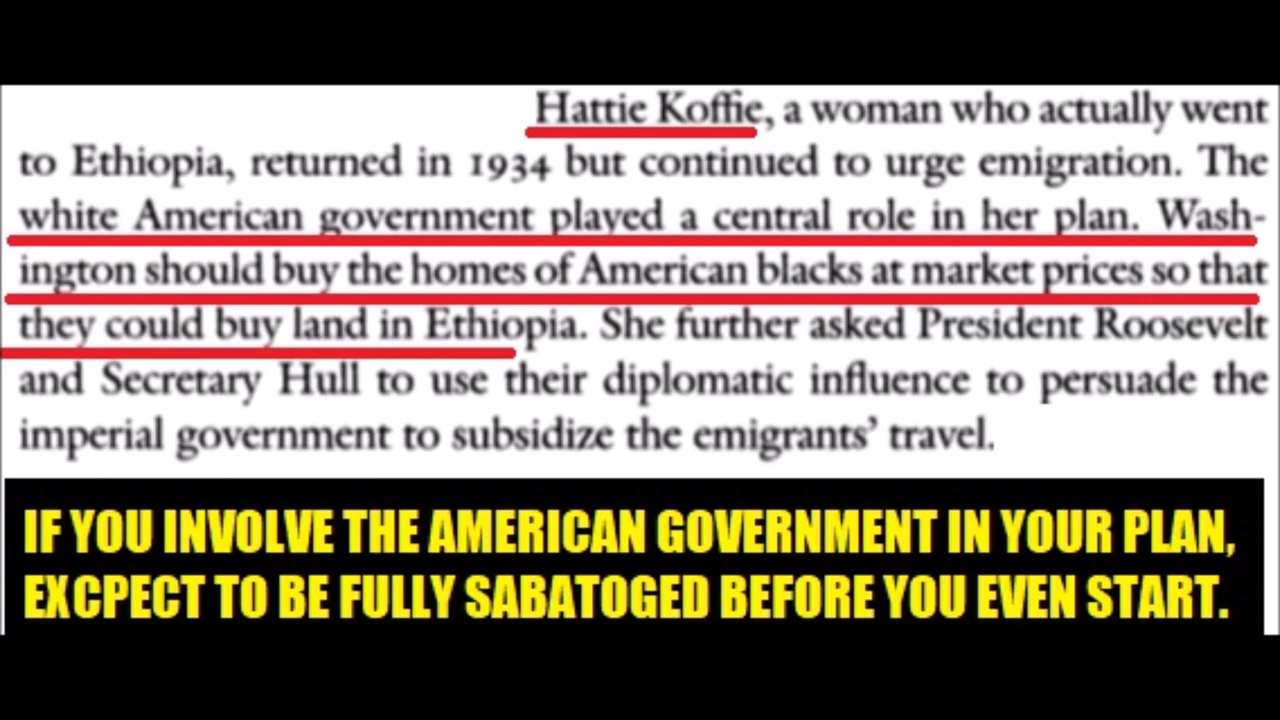 Hattie Koffie, a woman who actually went
to Ethiopia, returned in 1934 but continued to urge emigration. The
white American government played a central role in her plan. Wash-
ington should buy the homes of American blacks at market prices so that
they could buy land in Ethiopia. She further asked President Roosevelt
and Secretary Hull to use their diplomatic influence to persuade the
imperial government to subsidize the emigrants’ travel.
IF YOU INVOLVE THE AMERICAN GOVERNMENT IN YOUR PLAN,
EXCPECT TO BE FULLY SABATOGED BEFORE YOU EVEN START.